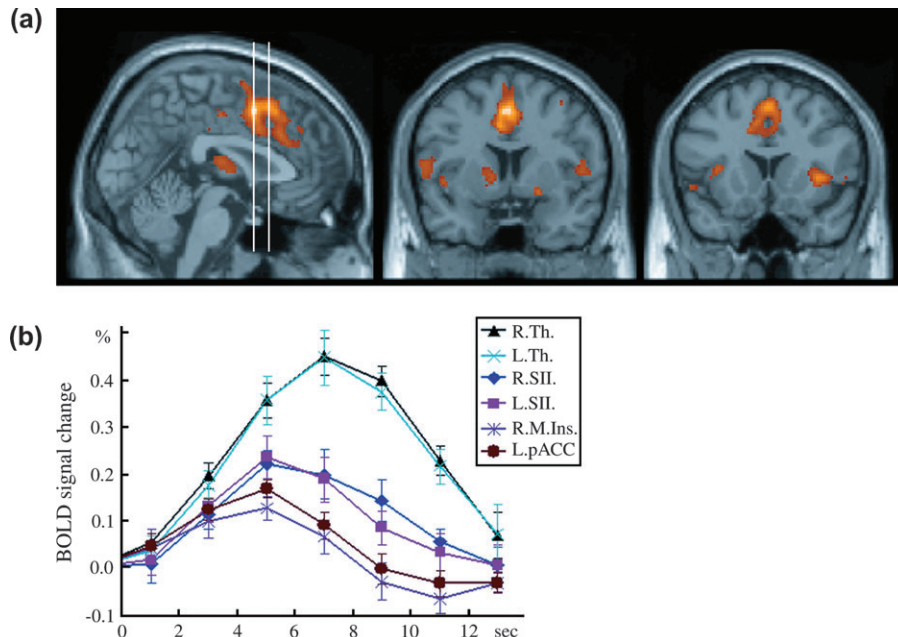 (a)
(b)
%
R.Th.
L.Th.
R.SII.
L.SII.
R.M.Ins.
L.pACC
BOLD signal change
0.4
0.3
0.2
0.1
0.0
-0.1
0 2 4 6 8 10 12 sec